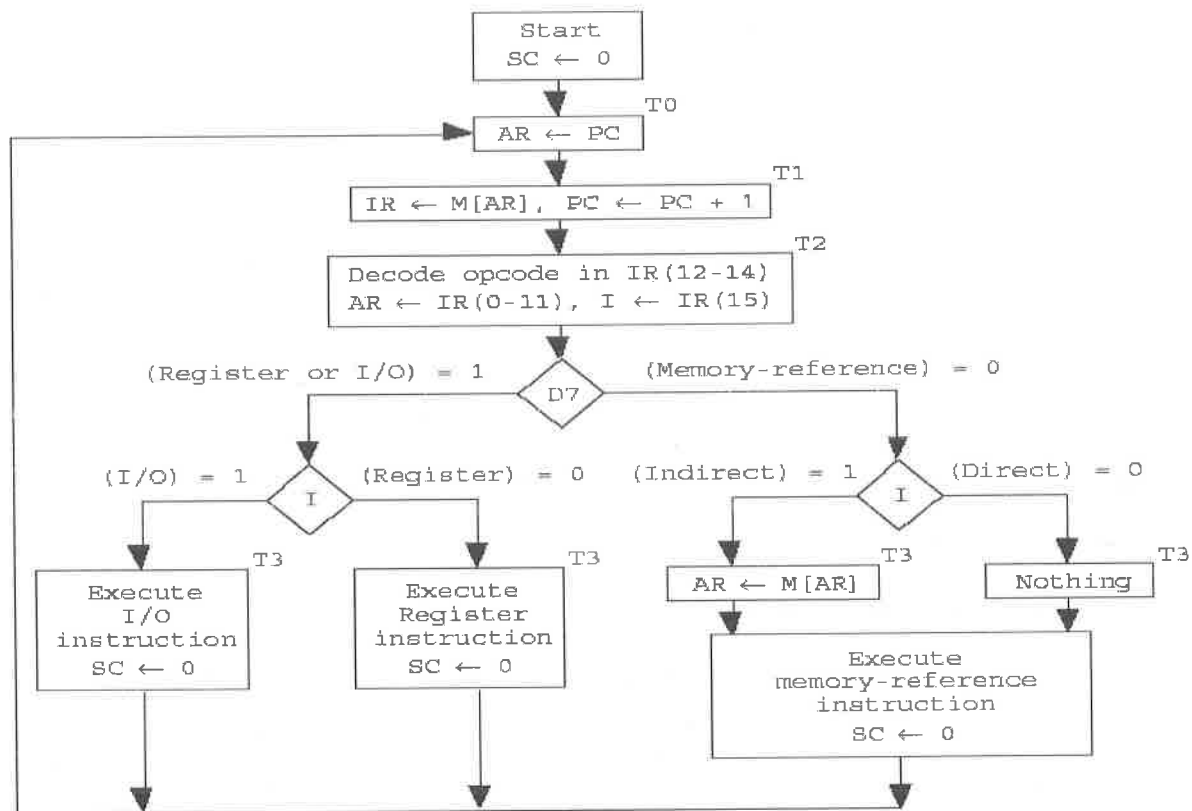 Start
SC ← 0
T0
AR ← PC
T1
IR ← M[AR], PC ← PC + 1
T2
Decode opcode in IR(12-14)
AR ← IR(0-11), I ← IR(15)
(Register or I/O) = 1
(Memory-reference) = 0
D7
(I/O) = 1
(Register) = 0
(Indirect) = 1
(Direct) = 0
I
I
T3
T3
T3
T3
Execute
I/O
instruction
SC ← 0
Execute
Register
instruction
SC ← 0
AR ← M[AR]
Nothing
Execute
memory-reference
instruction
SC ← 0